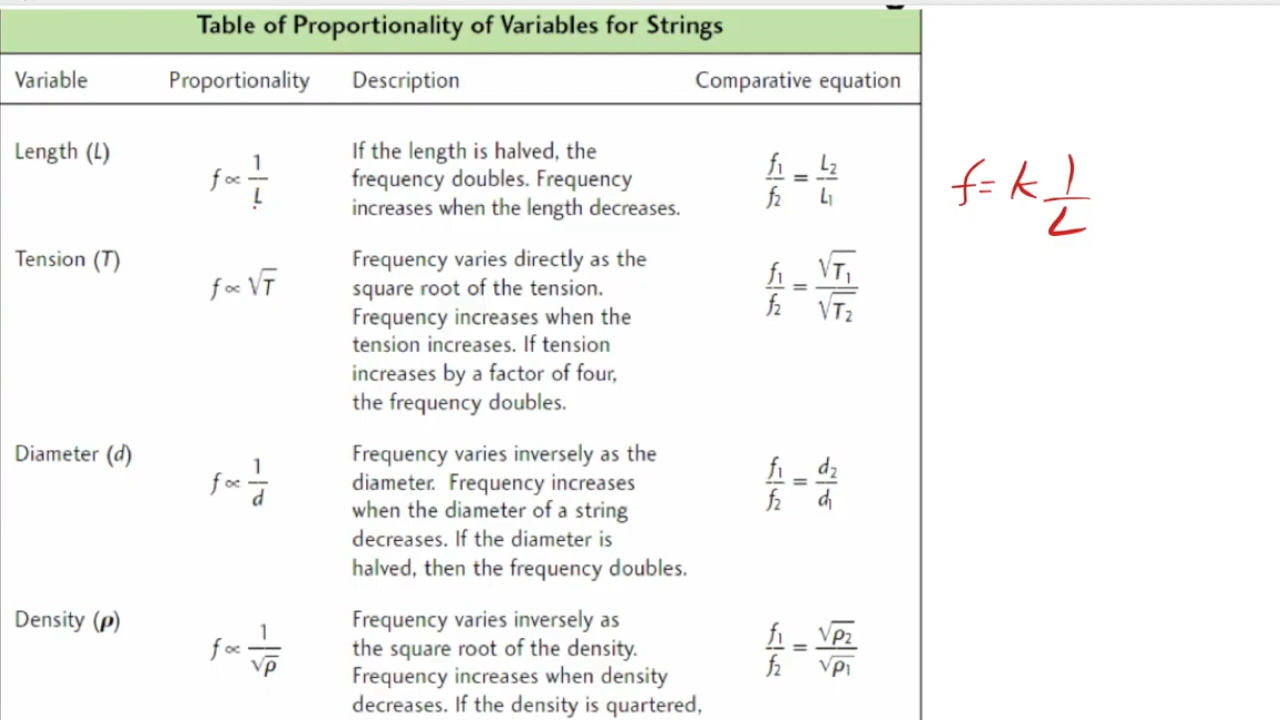 Table of Proportionality of Variables for Strings
Variable Proportionality Description Comparative equation
Length (L) f ∝ 1/L If the length is halved, the f₁/f₂ = L₂/L₁
frequency doubles. Frequency
increases when the length decreases.
f = k 1/L
Tension (T) f ∝ √T Frequency varies directly as the f₁/f₂ = √T₁/√T₂
square root of the tension.
Frequency increases when the
tension increases. If tension
increases by a factor of four,
the frequency doubles.
Diameter (d) f ∝ 1/d Frequency varies inversely as the f₁/f₂ = d₂/d₁
diameter. Frequency increases
when the diameter of a string
decreases. If the diameter is
halved, then the frequency doubles.
Density (ρ) f ∝ 1/√ρ Frequency varies inversely as f₁/f₂ = √ρ₂/√ρ₁
the square root of the density.
Frequency increases when density
decreases. If the density is quartered,